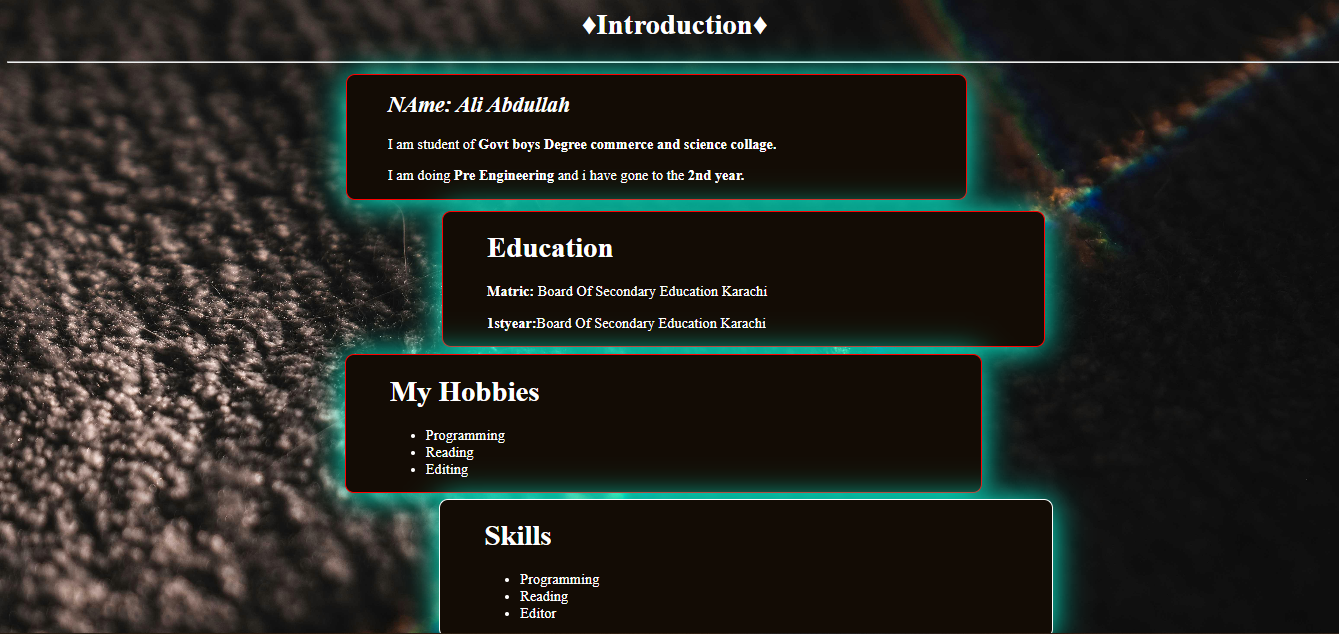 ♦Introduction♦
NAme: Ali Abdullah
I am student of Govt boys Degree commerce and science collage.
I am doing Pre Engineering and i have gone to the 2nd year.
Education
Matric: Board Of Secondary Education Karachi
1styear:Board Of Secondary Education Karachi
My Hobbies
• Programming
• Reading
• Editing
Skills
• Programming
• Reading
• Editor